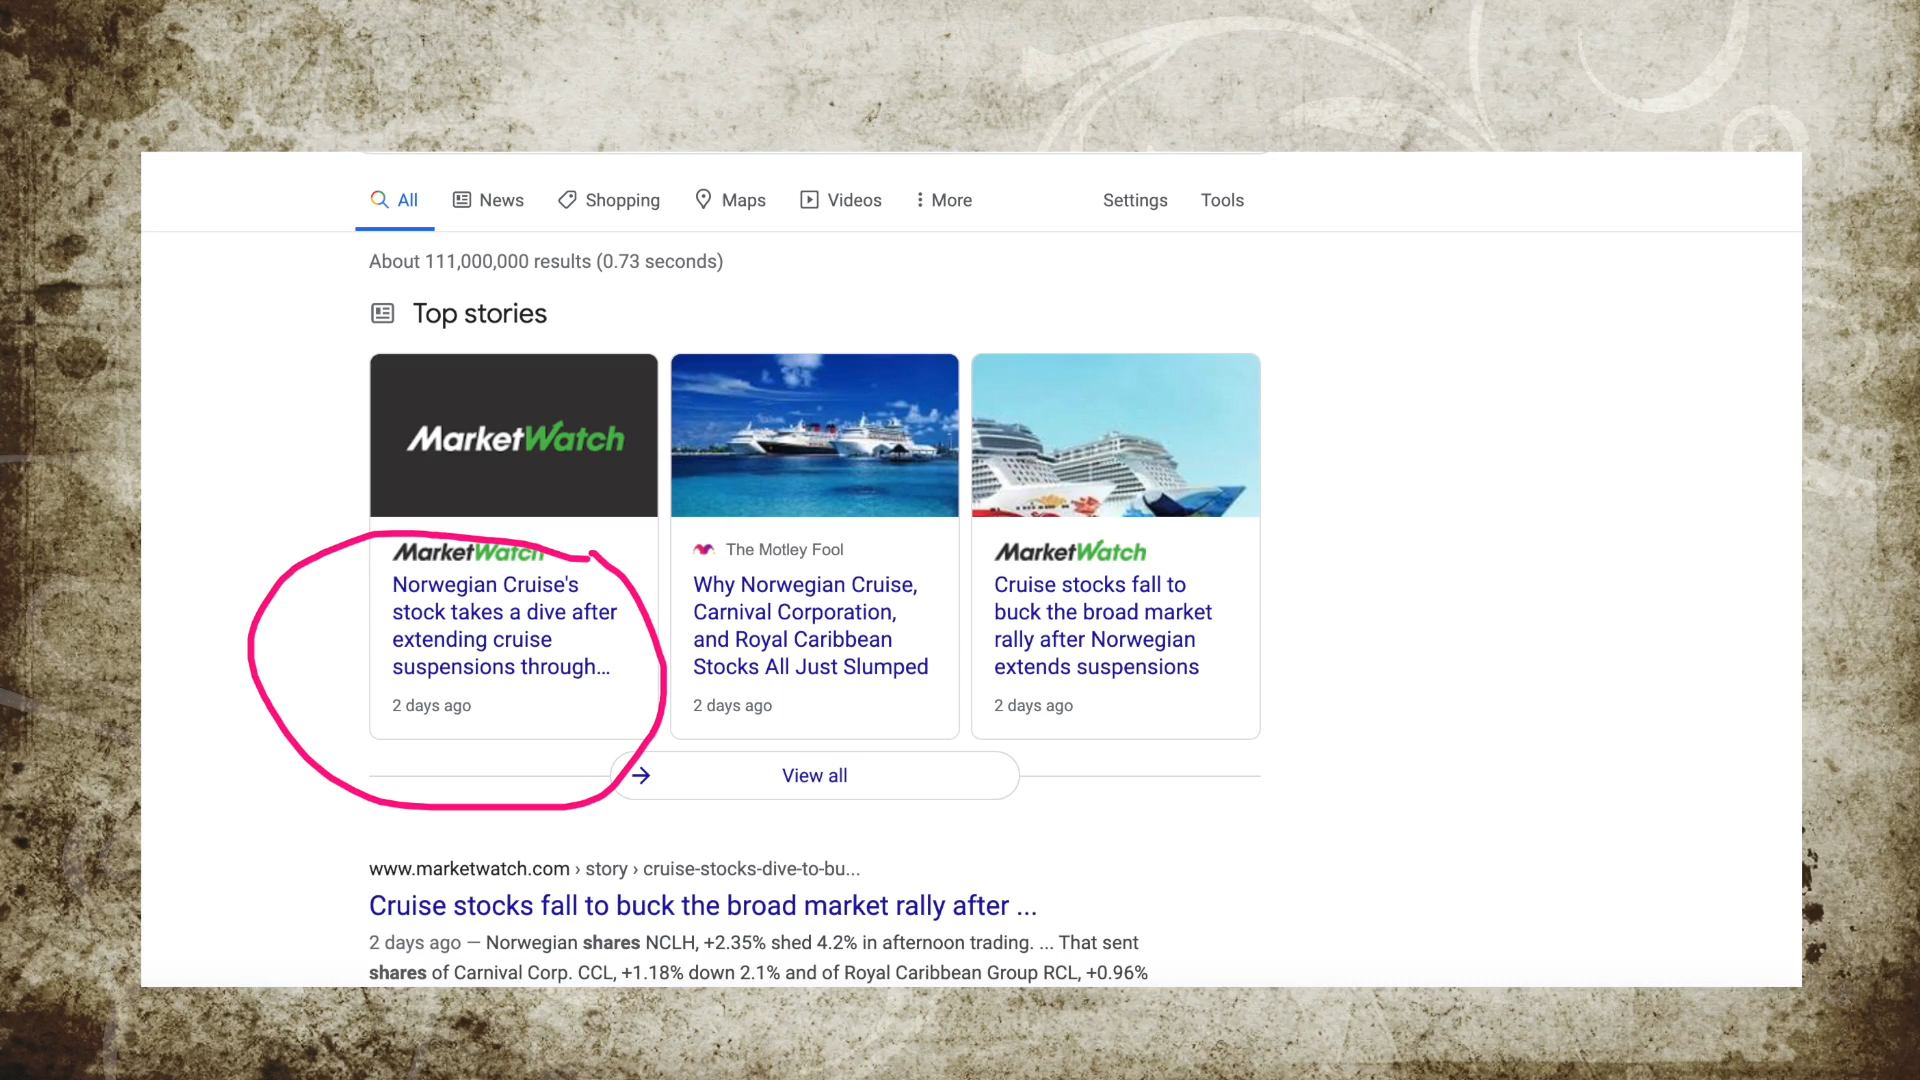 All News Shopping Maps Videos More Settings Tools
About 111,000,000 results (0.73 seconds)
Top stories
MarketWatch
MarketWatch
Norwegian Cruise's
stock takes a dive after
extending cruise
suspensions through...
2 days ago
The Motley Fool
Why Norwegian Cruise,
Carnival Corporation,
and Royal Caribbean
Stocks All Just Slumped
2 days ago
MarketWatch
Cruise stocks fall to
buck the broad market
rally after Norwegian
extends suspensions
2 days ago
View all
www.marketwatch.com › story › cruise-stocks-dive-to-bu...
Cruise stocks fall to buck the broad market rally after ...
2 days ago — Norwegian shares NCLH, +2.35% shed 4.2% in afternoon trading. ... That sent
shares of Carnival Corp. CCL, +1.18% down 2.1% and of Royal Caribbean Group RCL, +0.96%